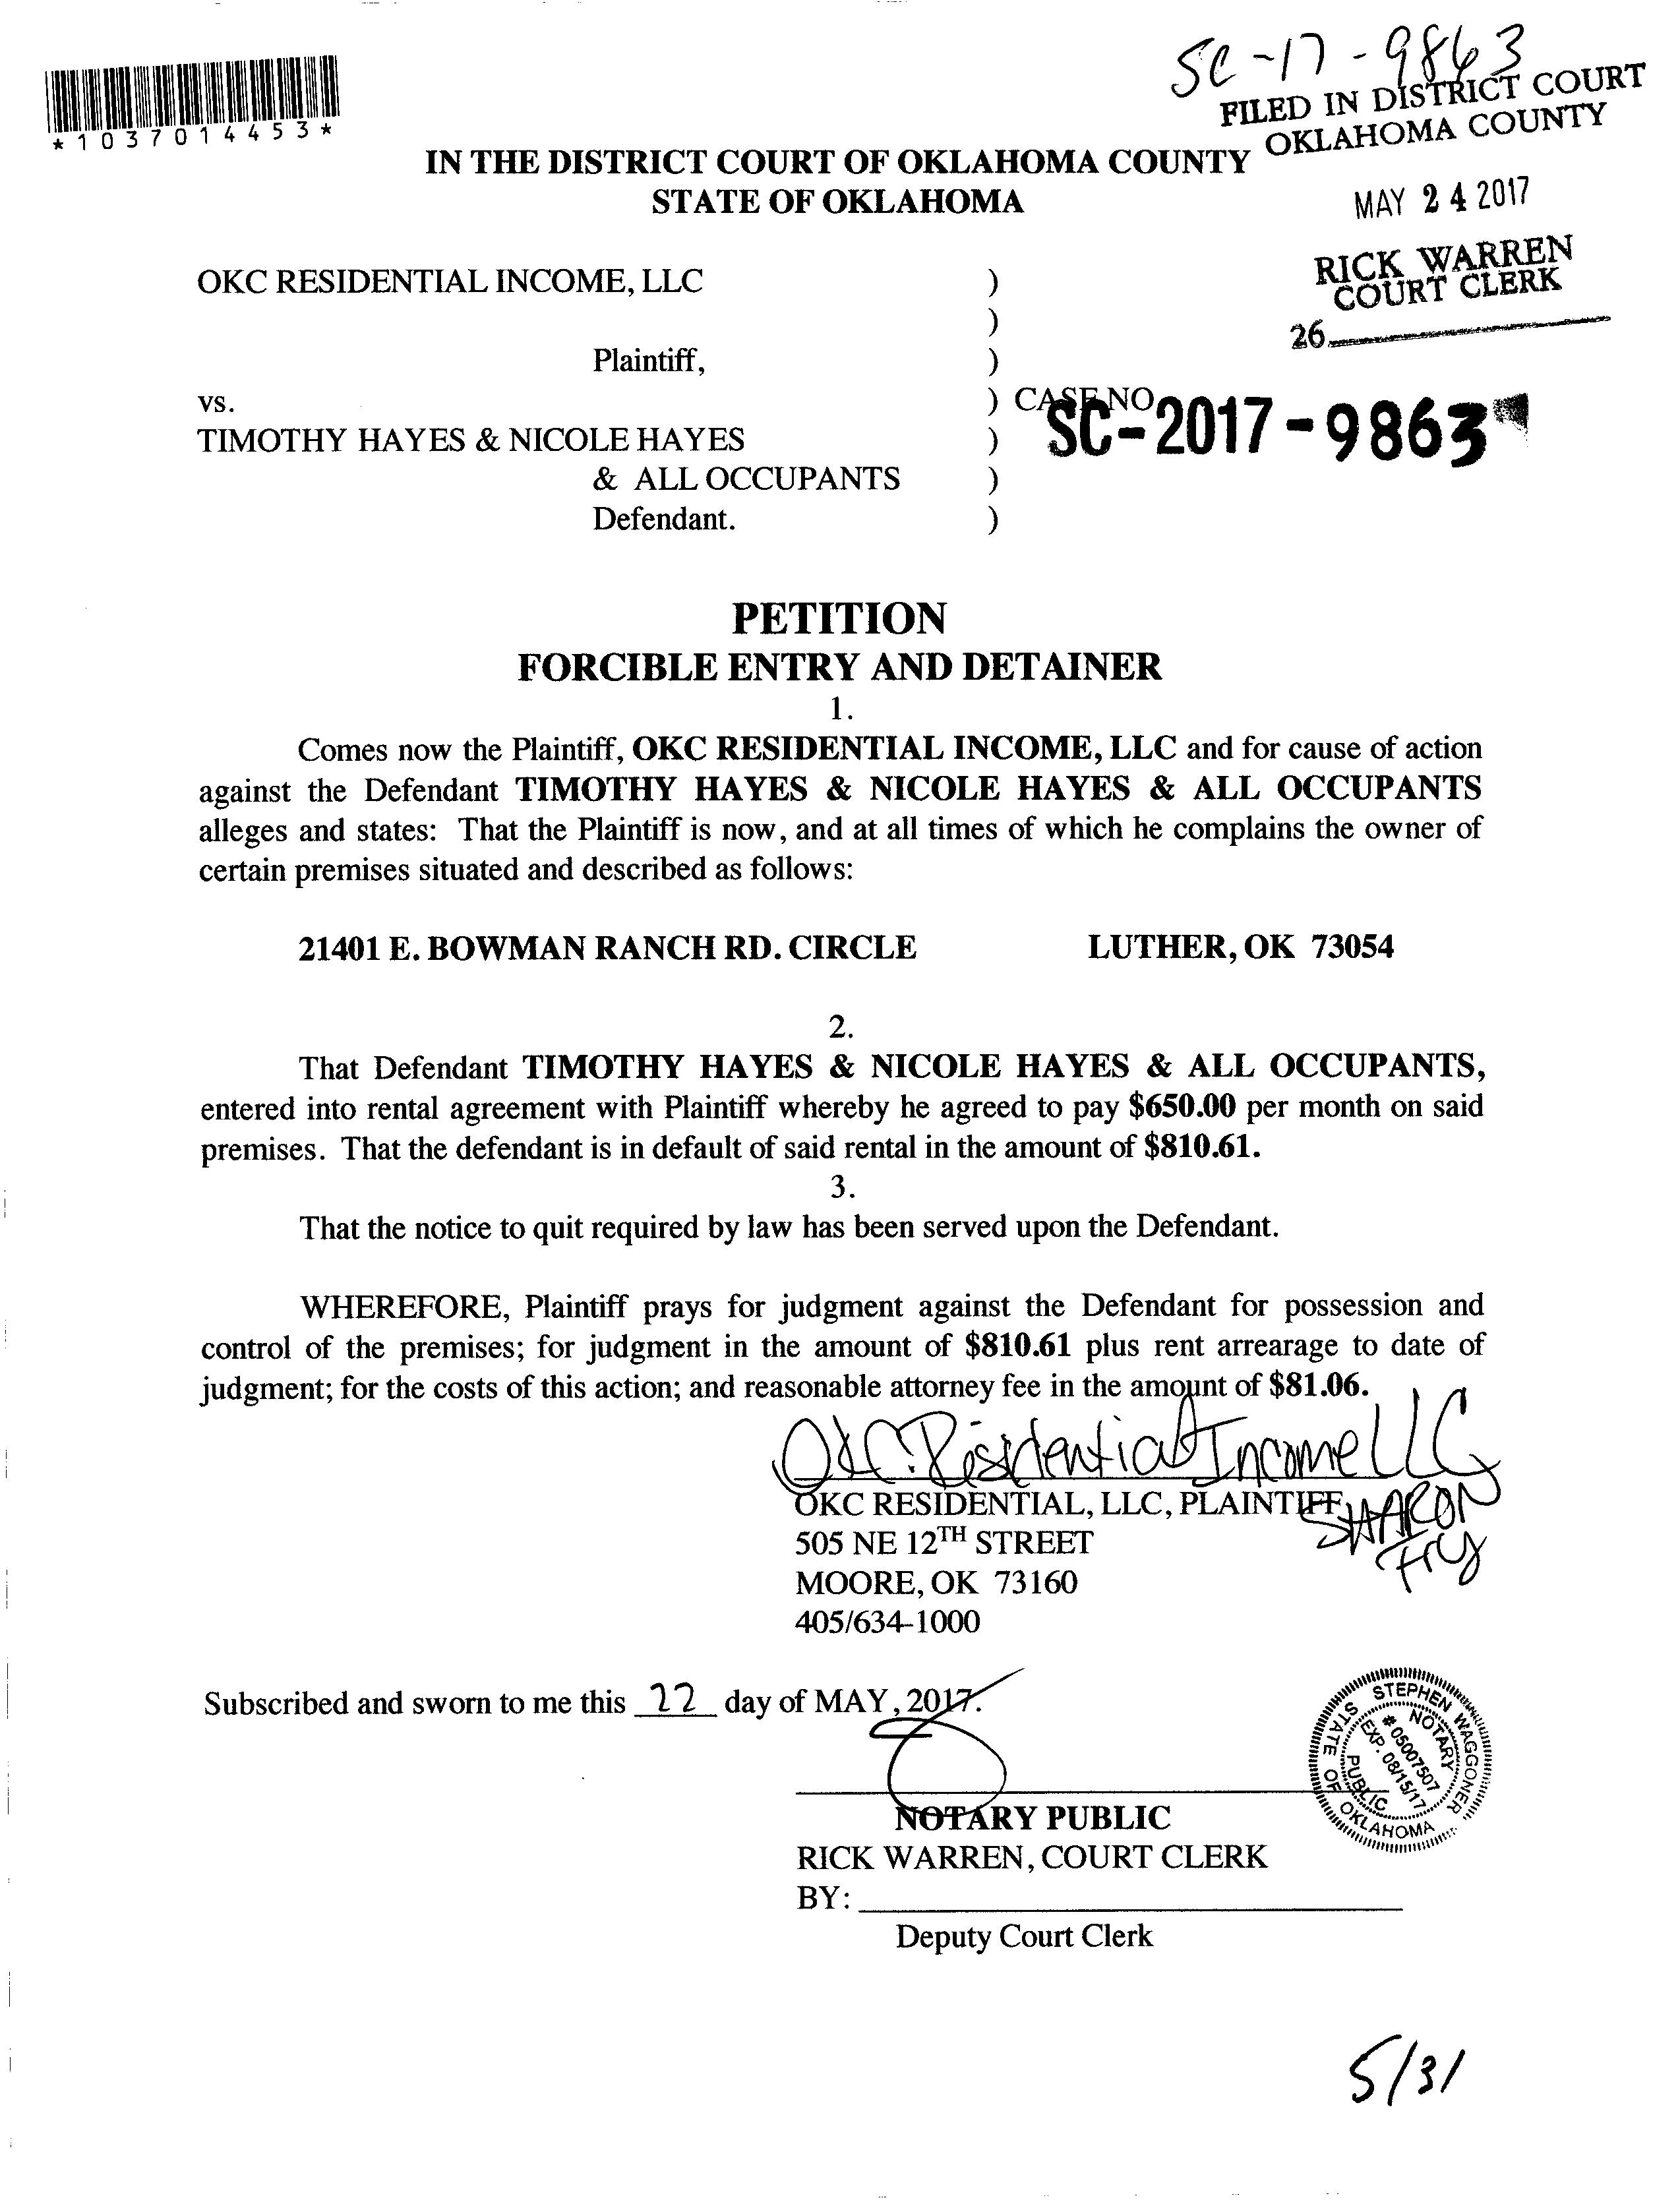 SC-17-9863
FILED IN DISTRICT COURT
OKLAHOMA COUNTY
*1037014453*
IN THE DISTRICT COURT OF OKLAHOMA COUNTY
STATE OF OKLAHOMA
MAY 24 2017
RICK WARREN
COURT CLERK
26
OKC RESIDENTIAL INCOME, LLC )
)
Plaintiff, )
vs. ) CASE NO
SC-2017-9863
TIMOTHY HAYES & NICOLE HAYES )
& ALL OCCUPANTS )
Defendant. )
PETITION
FORCIBLE ENTRY AND DETAINER
1.
Comes now the Plaintiff, OKC RESIDENTIAL INCOME, LLC and for cause of action
against the Defendant TIMOTHY HAYES & NICOLE HAYES & ALL OCCUPANTS
alleges and states: That the Plaintiff is now, and at all times of which he complains the owner of
certain premises situated and described as follows:
21401 E. BOWMAN RANCH RD. CIRCLE LUTHER, OK 73054
2.
That Defendant TIMOTHY HAYES & NICOLE HAYES & ALL OCCUPANTS,
entered into rental agreement with Plaintiff whereby he agreed to pay $650.00 per month on said
premises. That the defendant is in default of said rental in the amount of $810.61.
3.
That the notice to quit required by law has been served upon the Defendant.
WHEREFORE, Plaintiff prays for judgment against the Defendant for possession and
control of the premises; for judgment in the amount of $810.61 plus rent arrearage to date of
judgment; for the costs of this action; and reasonable attorney fee in the amount of $81.06.
OKC Residential Income LLC
OKC RESIDENTIAL, LLC, PLAINTIFF
SHARON
Fry
505 NE 12TH STREET
MOORE, OK 73160
405/634-1000
Subscribed and sworn to me this 22 day of MAY, 2017.
STEPHEN WAGGONER
NOTARY
# 05007507
EXP. 08/15/17
PUBLIC
STATE OF OKLAHOMA
NOTARY PUBLIC
RICK WARREN, COURT CLERK
BY:
Deputy Court Clerk
5/31